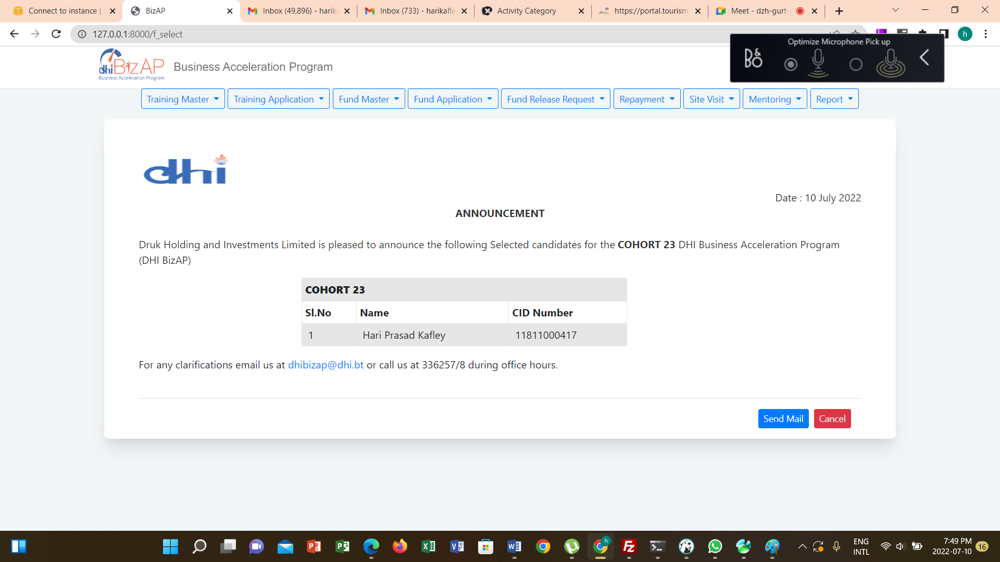 Connect to instance |
BizAP
Inbox (49,896) - harika
Inbox (733) - harikafle
Activity Category
https://portal.tourism.
Meet - dzh-gurt-y
127.0.0.1:8000/f_select
h
Optimize Microphone Pick up
B&O
dhi BizAP
Business Acceleration Program
Business Acceleration Program
Training Master
Training Application
Fund Master
Fund Application
Fund Release Request
Repayment
Site Visit
Mentoring
Report
dhi
Date : 10 July 2022
ANNOUNCEMENT
Druk Holding and Investments Limited is pleased to announce the following Selected candidates for the COHORT 23 DHI Business Acceleration Program
(DHI BizAP)
COHORT 23
Sl.No Name CID Number
1 Hari Prasad Kafley 11811000417
For any clarifications email us at dhibizap@dhi.bt or call us at 336257/8 during office hours.
Send Mail
Cancel
ENG
INTL
7:49 PM
2022-07-10
16